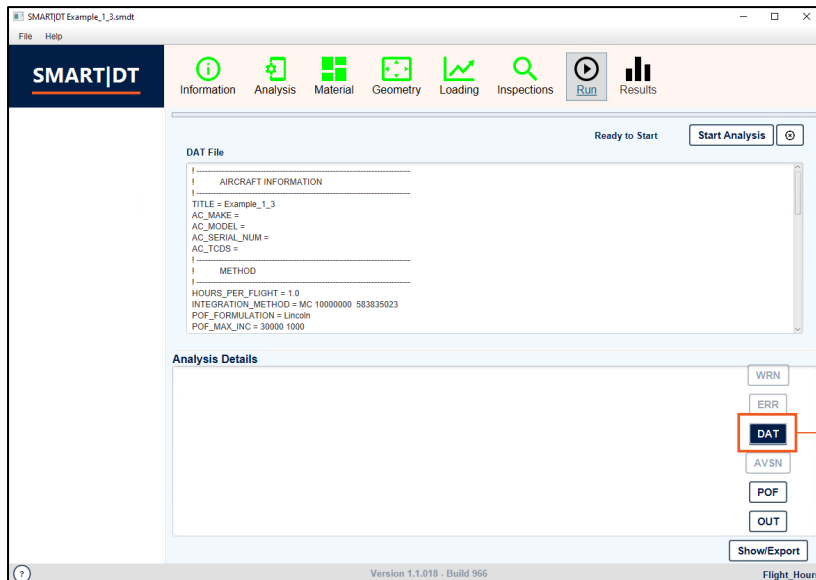 SMART|DT Example_1_3.smdt
File Help
SMART|DT
Information Analysis Material Geometry Loading Inspections Run Results
Ready to Start Start Analysis
DAT File
! ----------------------------------------------------------------------
! AIRCRAFT INFORMATION
! ----------------------------------------------------------------------
TITLE = Example_1_3
AC_MAKE =
AC_MODEL =
AC_SERIAL_NUM =
AC_TCDS =
! ----------------------------------------------------------------------
! METHOD
! ----------------------------------------------------------------------
HOURS_PER_FLIGHT = 1.0
INTEGRATION_METHOD = MC 10000000 583835023
POF_FORMULATION = Lincoln
POF_MAX_INC = 30000 1000
Analysis Details
WRN
ERR
DAT
AVSN
POF
OUT
Show/Export
? Version 1.1.018 - Build 966 Flight_Hours